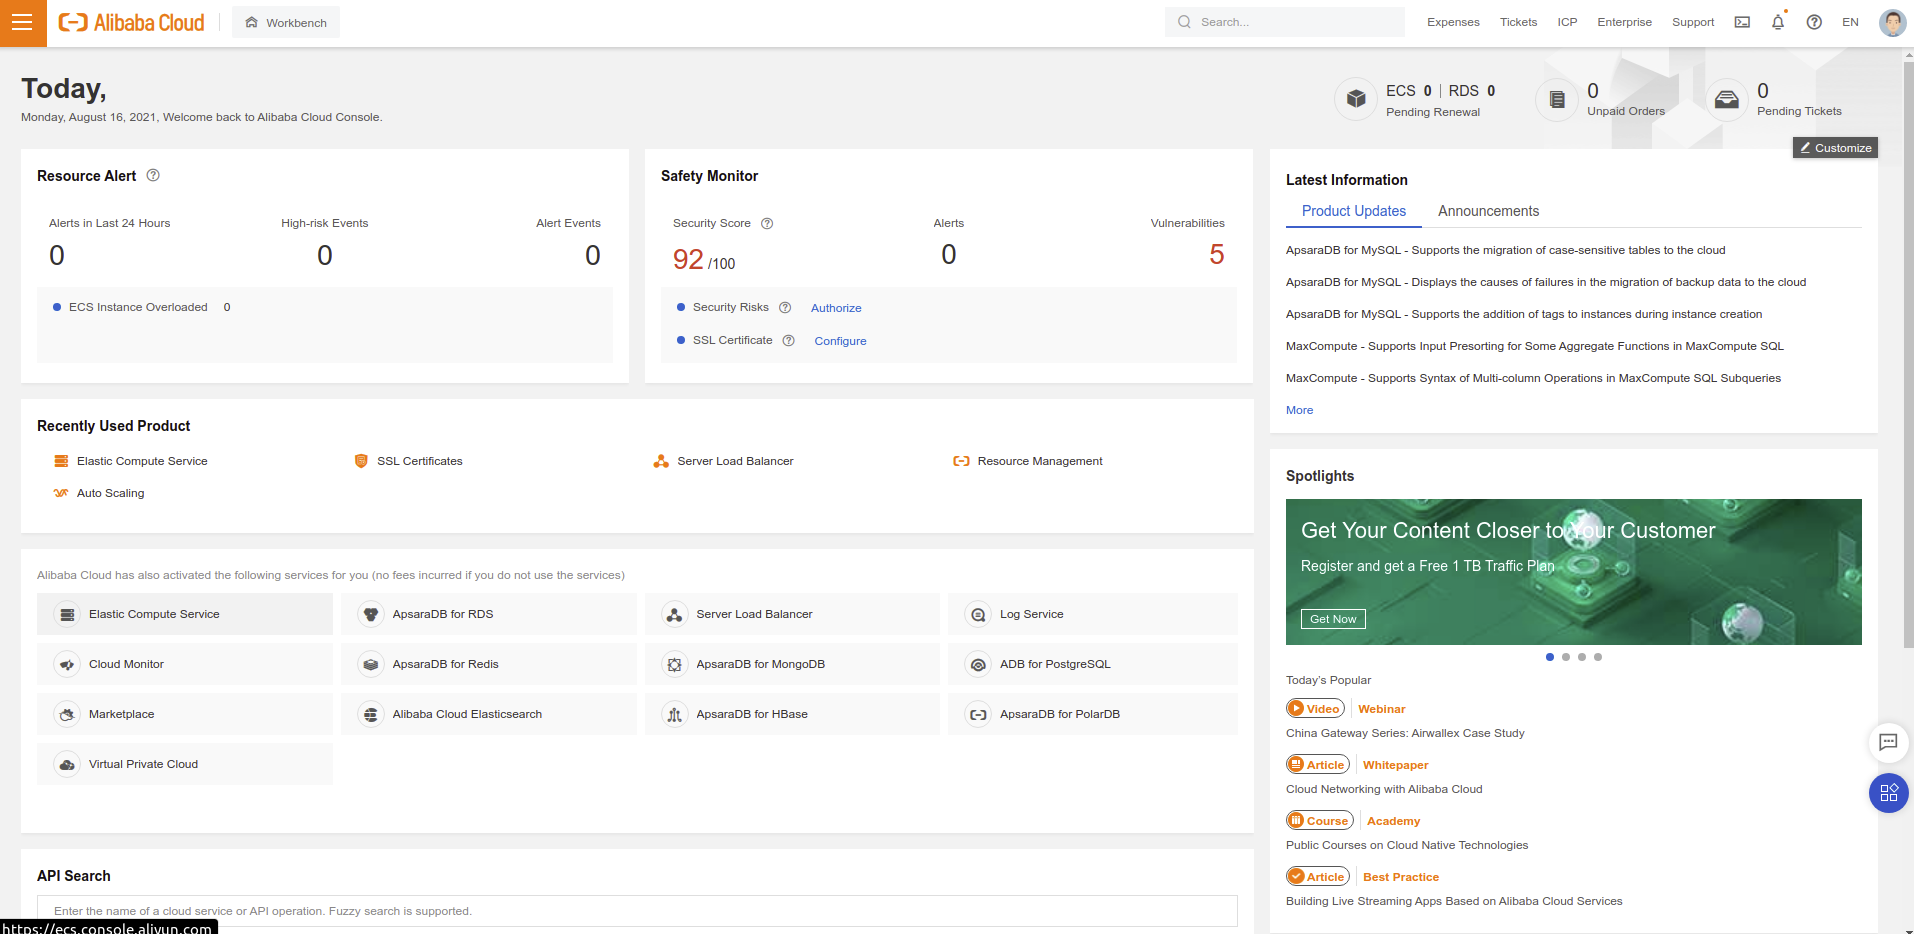 Alibaba Cloud
Workbench
Search...
Expenses
Tickets
ICP
Enterprise
Support
EN
Today,
Monday, August 16, 2021, Welcome back to Alibaba Cloud Console.
ECS 0 | RDS 0
Pending Renewal
0
Unpaid Orders
0
Pending Tickets
Customize
Resource Alert
Alerts in Last 24 Hours
0
High-risk Events
0
Alert Events
0
ECS Instance Overloaded 0
Safety Monitor
Security Score
92 /100
Alerts
0
Vulnerabilities
5
Security Risks Authorize
SSL Certificate Configure
Latest Information
Product Updates
Announcements
ApsaraDB for MySQL - Supports the migration of case-sensitive tables to the cloud
ApsaraDB for MySQL - Displays the causes of failures in the migration of backup data to the cloud
ApsaraDB for MySQL - Supports the addition of tags to instances during instance creation
MaxCompute - Supports Input Presorting for Some Aggregate Functions in MaxCompute SQL
MaxCompute - Supports Syntax of Multi-column Operations in MaxCompute SQL Subqueries
More
Recently Used Product
Elastic Compute Service
SSL Certificates
Server Load Balancer
Resource Management
Auto Scaling
Alibaba Cloud has also activated the following services for you (no fees incurred if you do not use the services)
Elastic Compute Service
ApsaraDB for RDS
Server Load Balancer
Log Service
Cloud Monitor
ApsaraDB for Redis
ApsaraDB for MongoDB
ADB for PostgreSQL
Marketplace
Alibaba Cloud Elasticsearch
ApsaraDB for HBase
ApsaraDB for PolarDB
Virtual Private Cloud
API Search
Enter the name of a cloud service or API operation. Fuzzy search is supported.
Spotlights
Get Your Content Closer to Your Customer
Register and get a Free 1 TB Traffic Plan
Get Now
Today's Popular
Video | Webinar
China Gateway Series: Airwallex Case Study
Article | Whitepaper
Cloud Networking with Alibaba Cloud
Course | Academy
Public Courses on Cloud Native Technologies
Article | Best Practice
Building Live Streaming Apps Based on Alibaba Cloud Services
https://ecs.console.aliyun.com